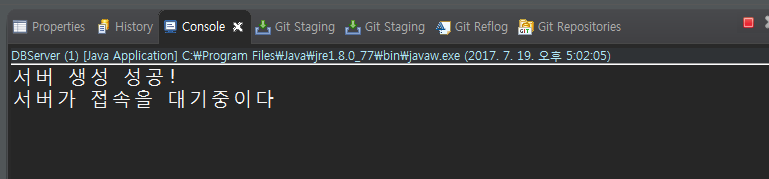 Properties History Console Git Staging Git Staging Git Reflog Git Repositories
DBServer (1) [Java Application] C:₩Program Files₩Java₩jre1.8.0_77₩bin₩javaw.exe (2017. 7. 19. 오후 5:02:05)
서버 생성 성공!
서버가 접속을 대기중이다